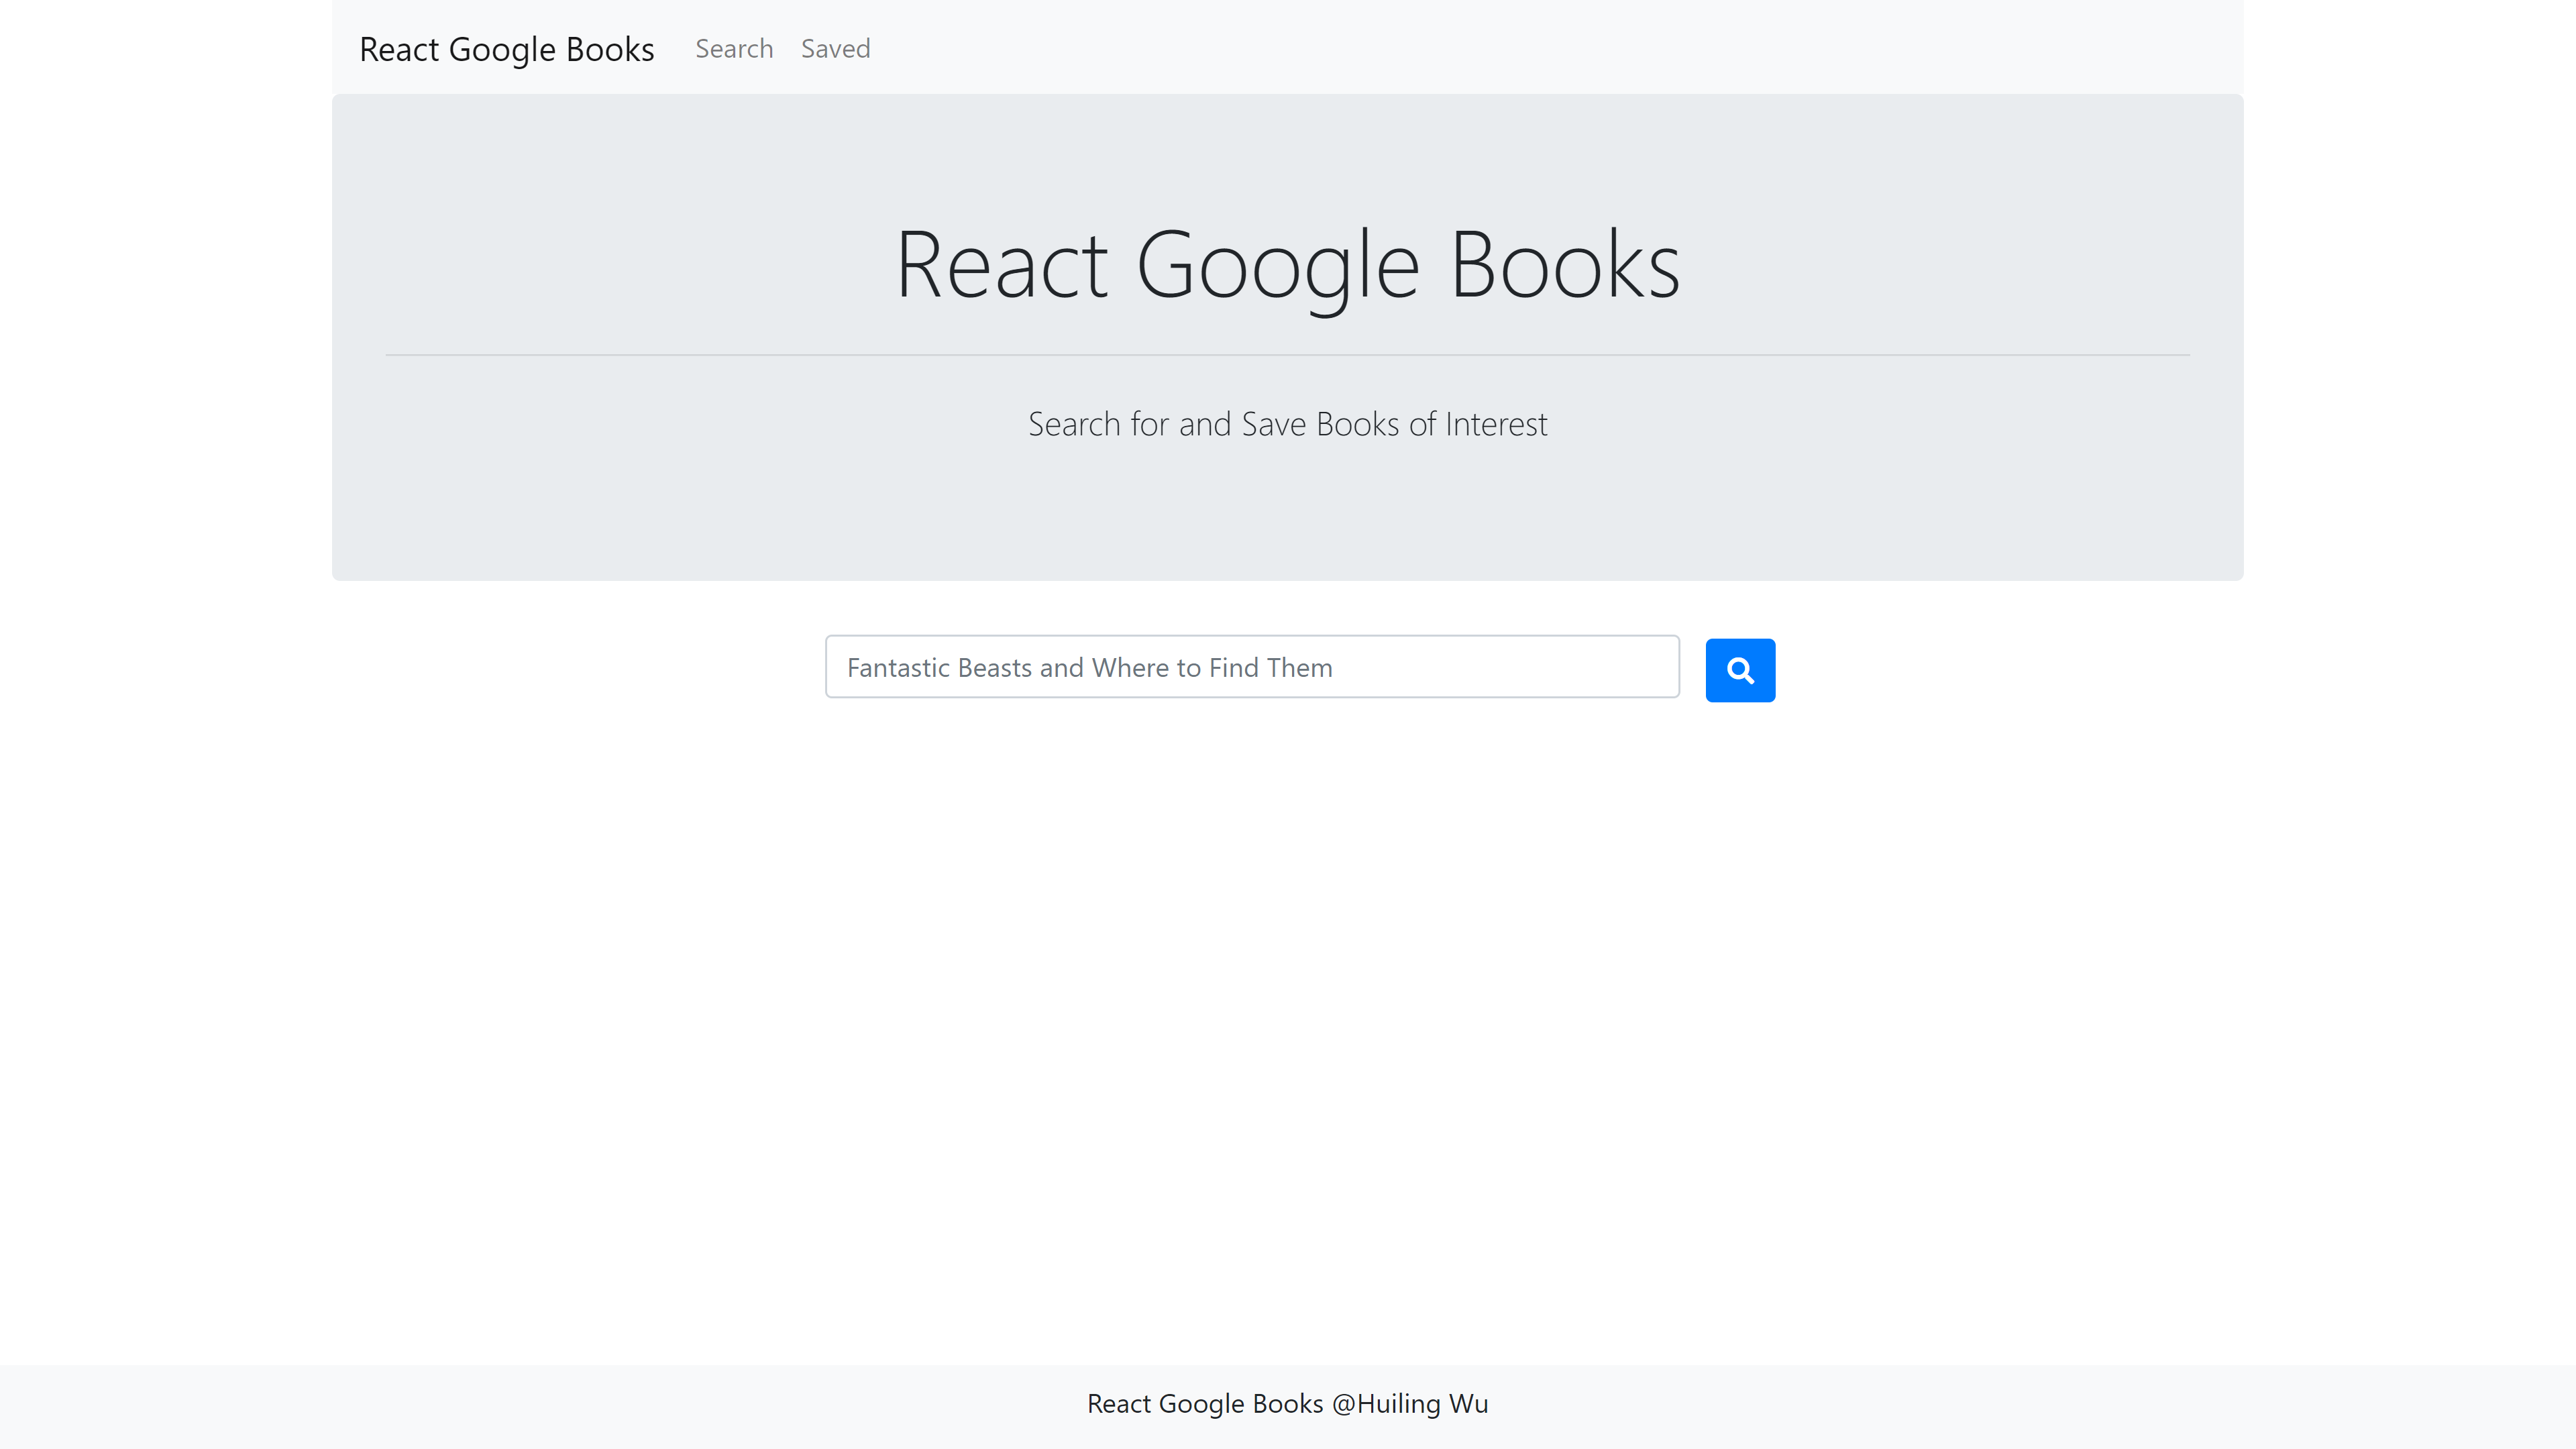 React Google Books Search Saved
React Google Books
Search for and Save Books of Interest
Fantastic Beasts and Where to Find Them
React Google Books @Huiling Wu